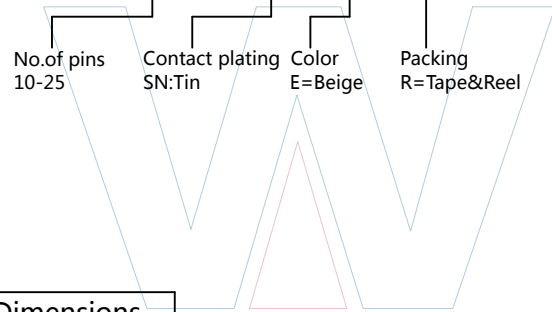 No.of pins Contact plating Color Packing
10-25 SN:Tin E=Beige R=Tape&Reel
Dimensions